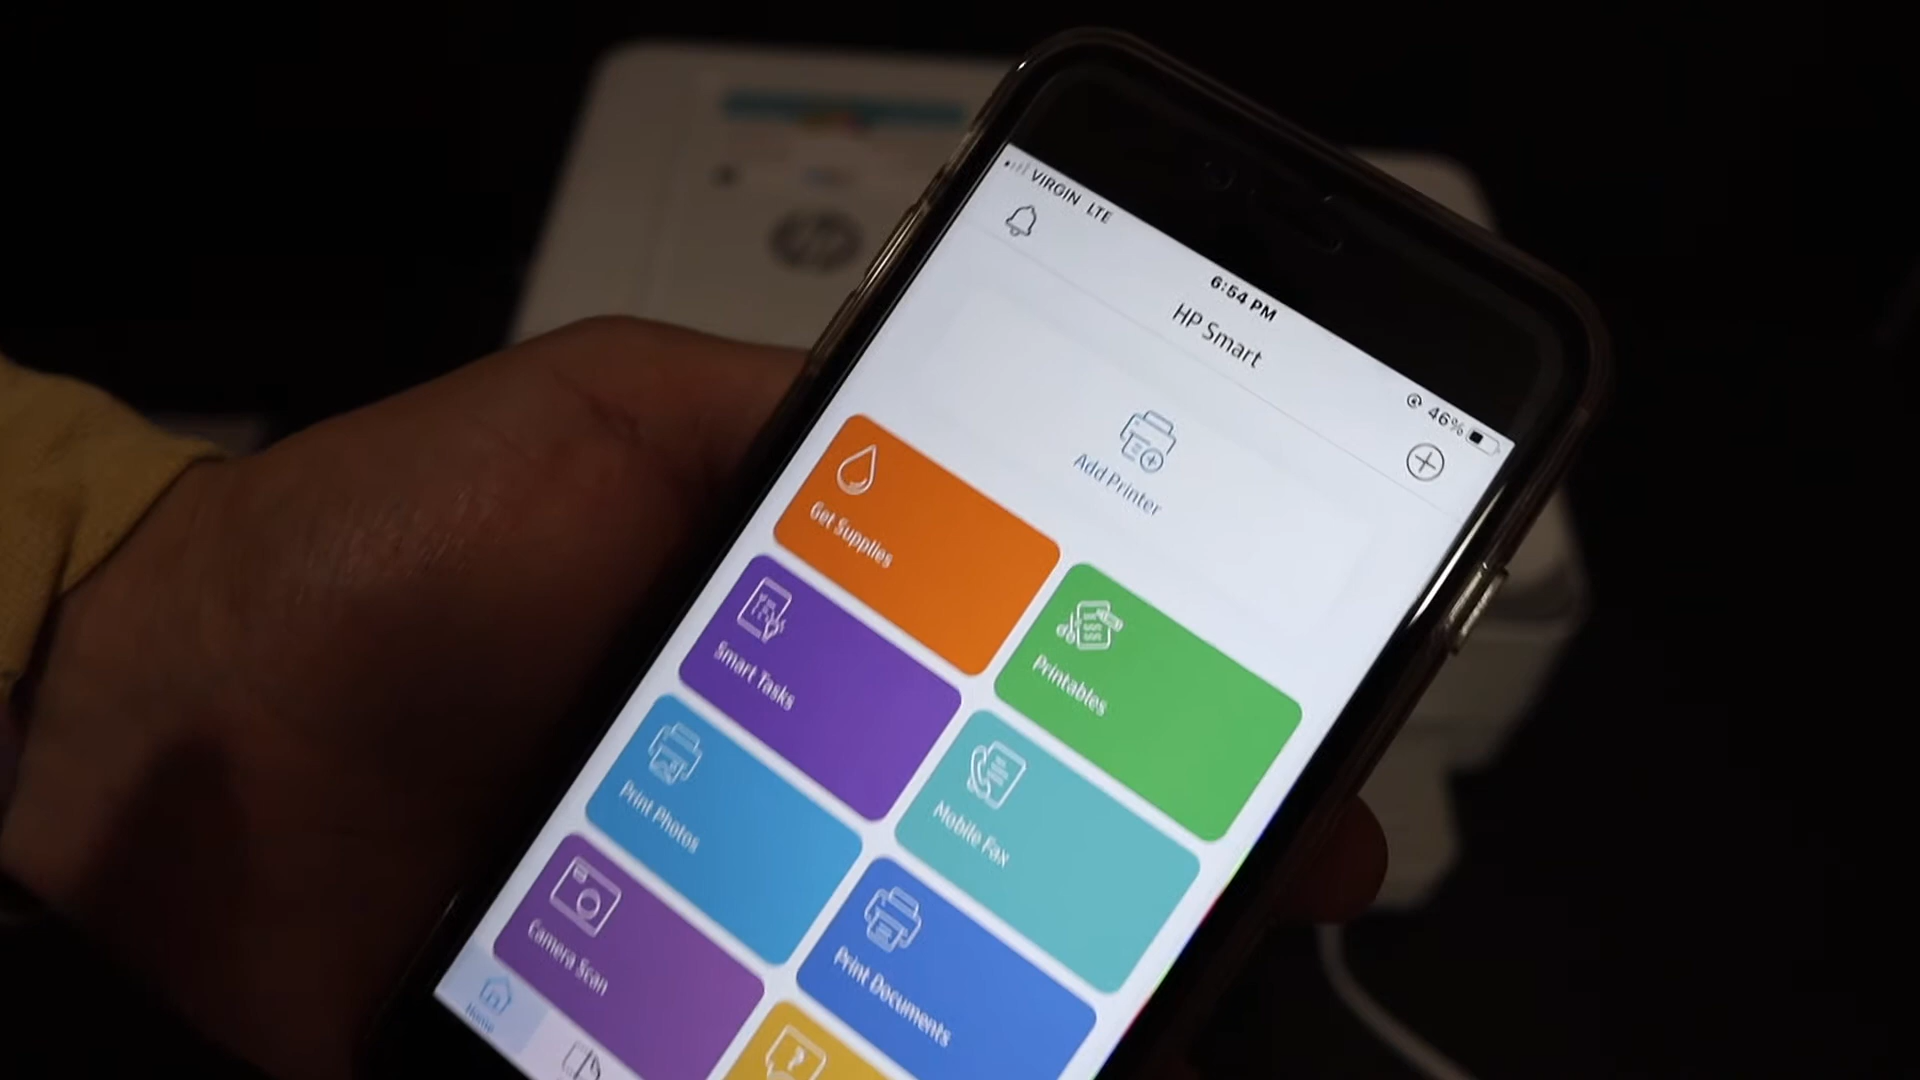 VIRGIN LTE
6:54 PM
46%
HP Smart
Add Printer
Get Supplies
Printables
Smart Tasks
Mobile Fax
Print Photos
Print Documents
Camera Scan
Home
hp